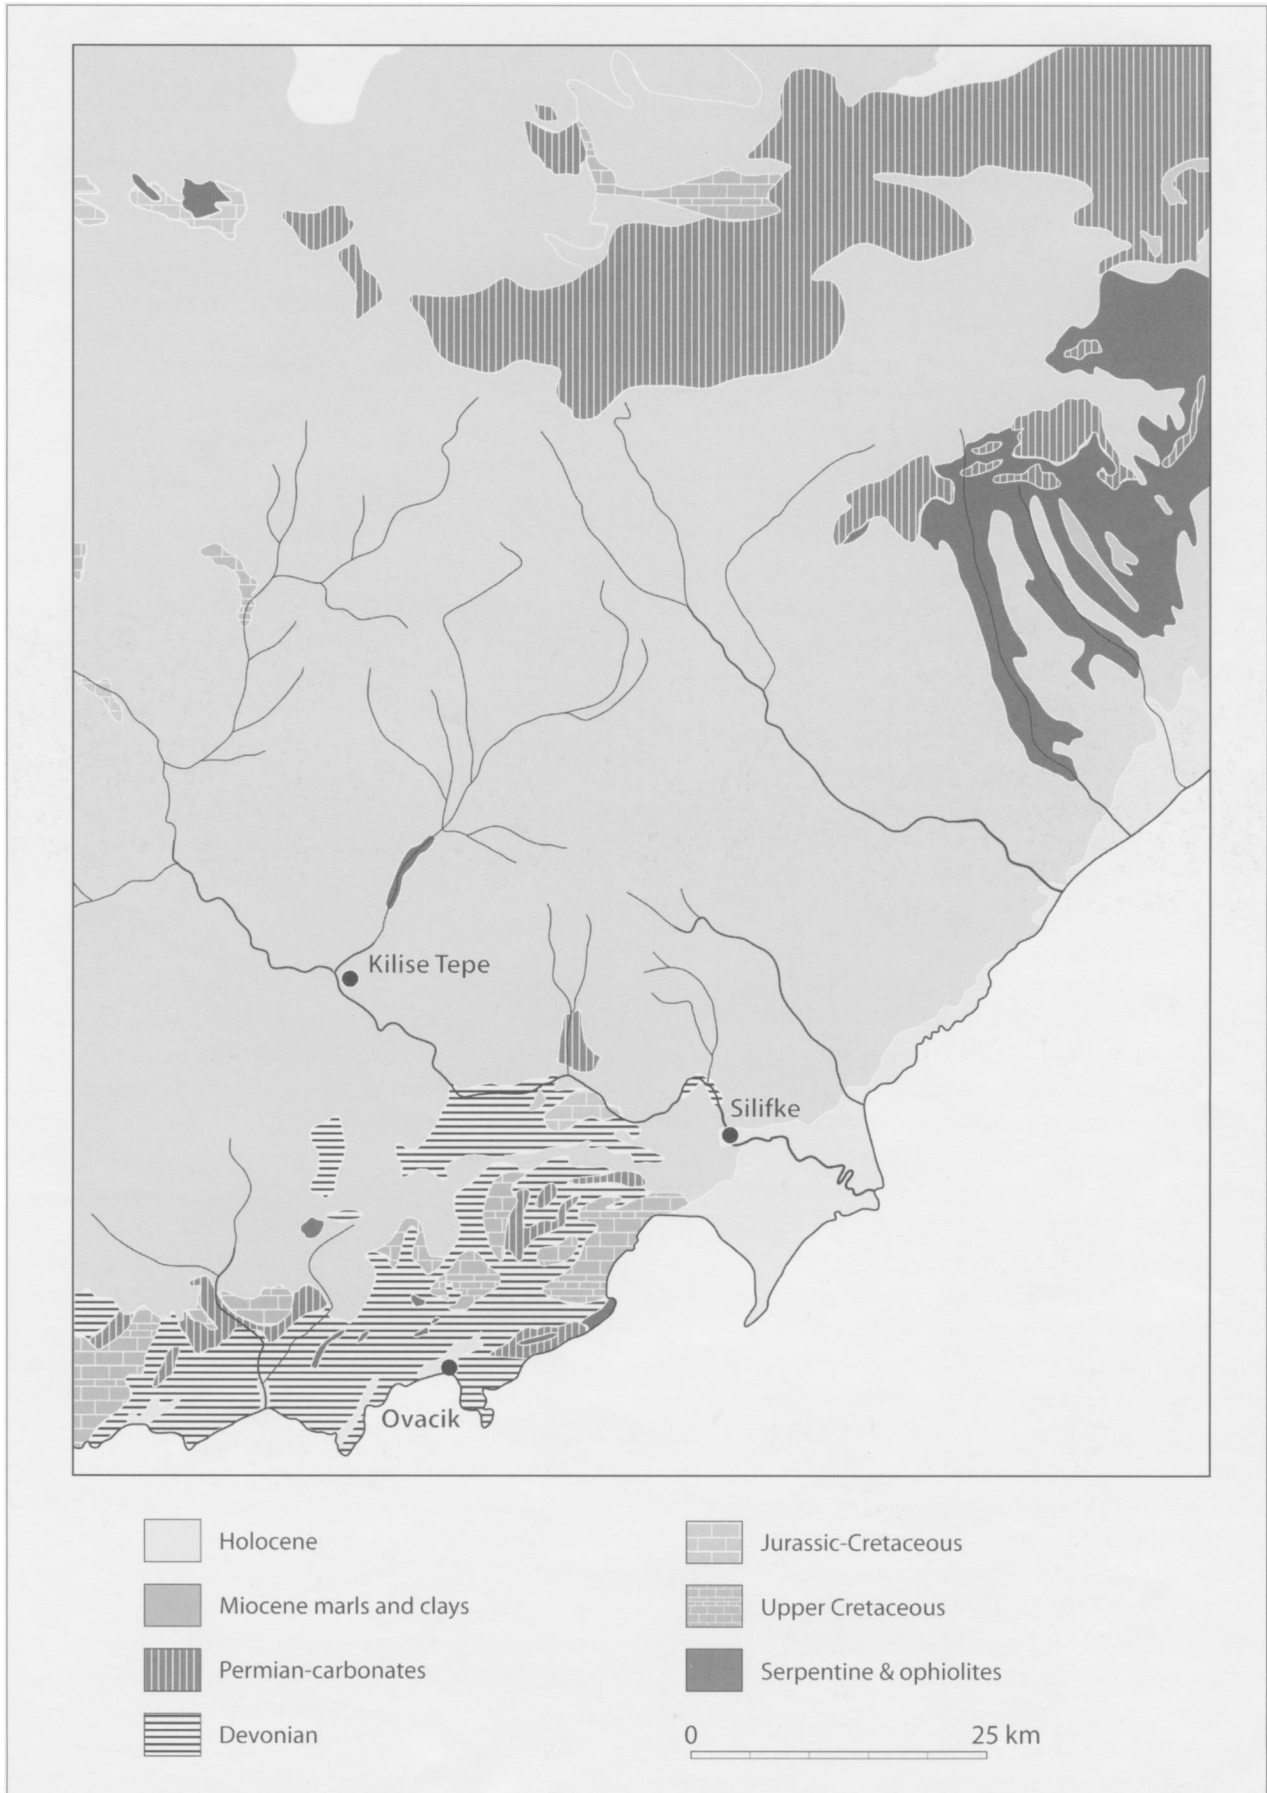 Kilise Tepe
Silifke
Ovacik
Holocene
Miocene marls and clays
Permian-carbonates
Devonian
Jurassic-Cretaceous
Upper Cretaceous
Serpentine & ophiolites
0 25 km